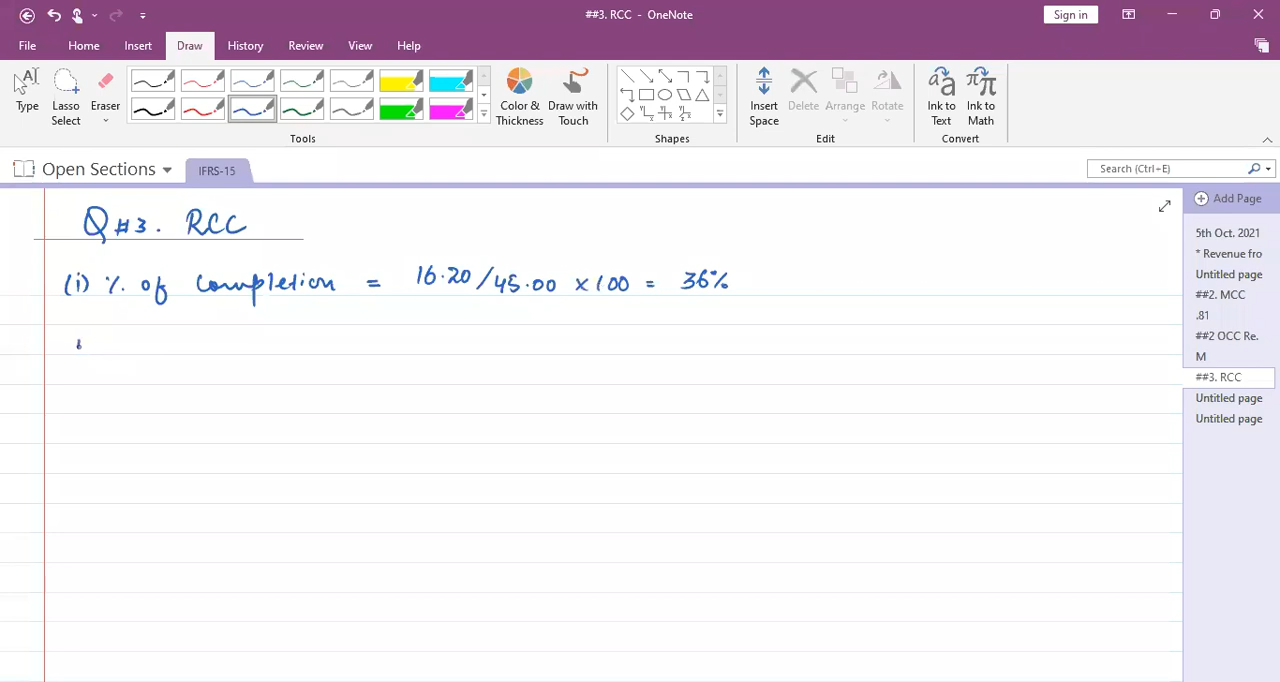 ##3. RCC - OneNote
Sign in
File Home Insert Draw History Review View Help
Type
Lasso Select
Eraser
Color & Thickness
Draw with Touch
Insert Space
Delete
Arrange
Rotate
Ink to Text
Ink to Math
Tools
Shapes
Edit
Convert
Open Sections
IFRS-15
Search (Ctrl+E)
Add Page
5th Oct. 2021
* Revenue fro
Untitled page
##2. MCC
.81
##2 OCC Re.
M
##3. RCC
Untitled page
Untitled page
Q#3. RCC
(i) % of completion = 16.20/45.00 x 100 = 36%